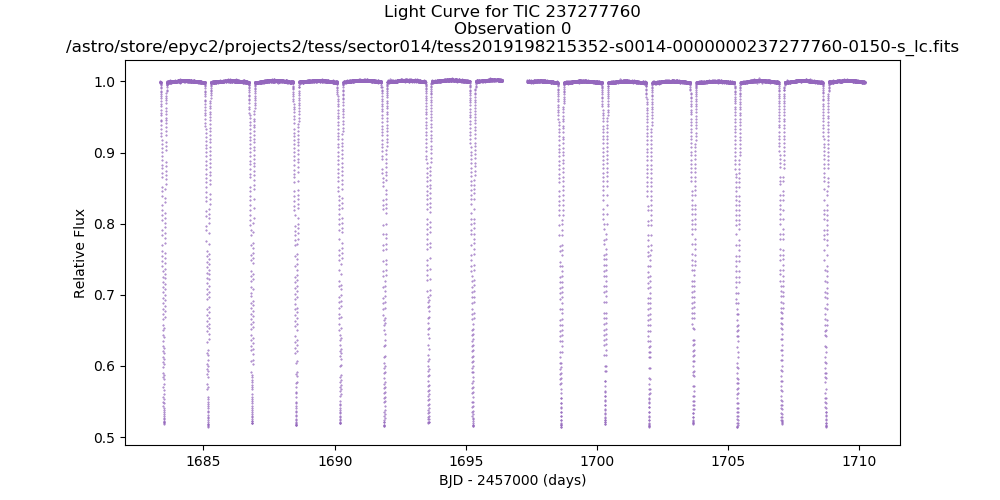 Light Curve for TIC 237277760
Observation 0
/astro/store/epyc2/projects2/tess/sector014/tess2019198215352-s0014-0000000237277760-0150-s_lc.fits
1.0
0.9
0.8
0.7
0.6
0.5
Relative Flux
1685
1690
1695
1700
1705
1710
BJD - 2457000 (days)